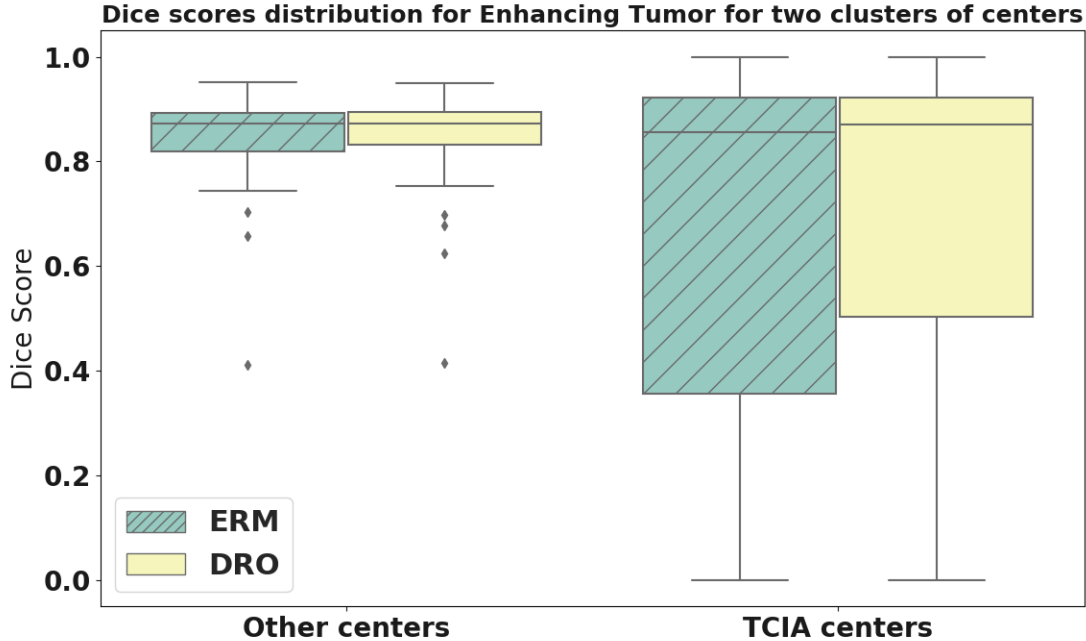 Dice scores distribution for Enhancing Tumor for two clusters of centers
Dice Score
1.0
0.8
0.6
0.4
0.2
0.0
ERM
DRO
Other centers
TCIA centers